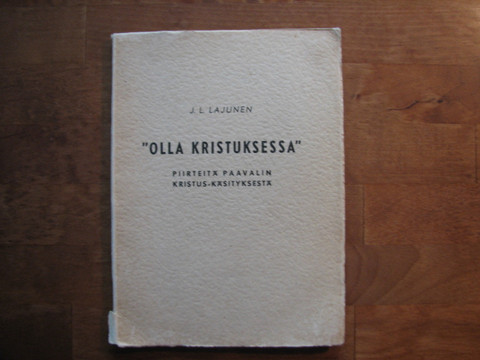 J. L. LAJUNEN
"OLLA KRISTUKSESSA"
PIIRTEITÄ PAAVALIN
KRISTUS-KÄSITYKSESTÄ